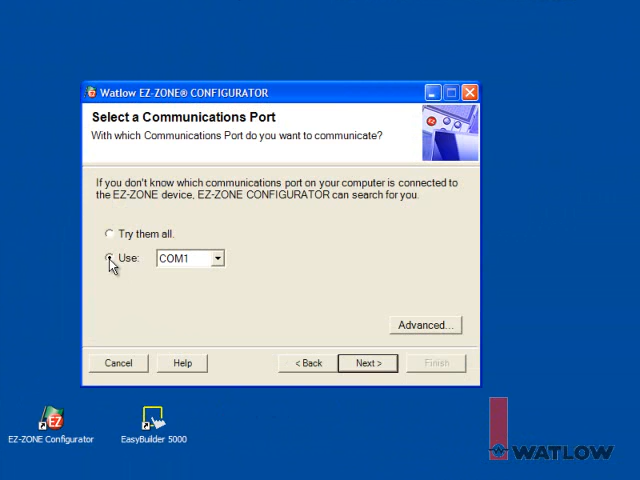 Watlow EZ-ZONE® CONFIGURATOR
Select a Communications Port
With which Communications Port do you want to communicate?
EZ
If you don't know which communications port on your computer is connected to
the EZ-ZONE device, EZ-ZONE CONFIGURATOR can search for you.
Try them all.
Use: COM1
Advanced...
Cancel Help < Back Next > Finish
EZ
EZ-ZONE Configurator EasyBuilder 5000
WATLOW